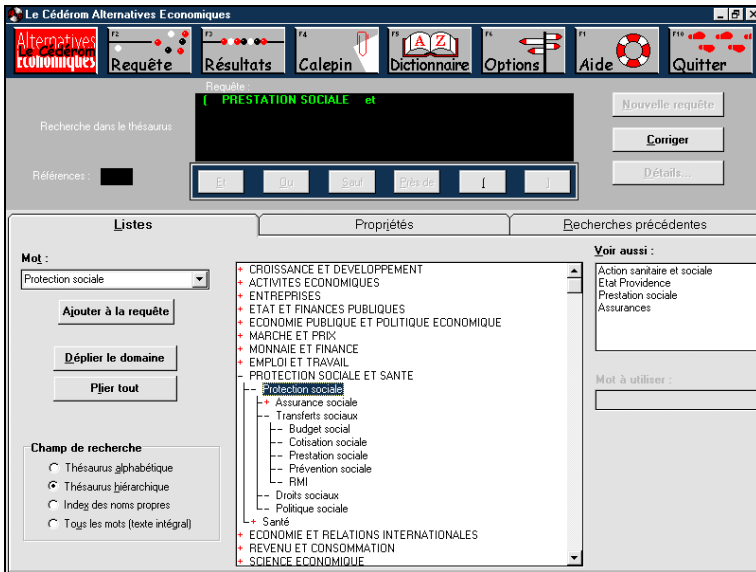 Le Cédérom Alternatives Economiques
Alternatives Le Cédérom Economiques
F2 Requête
F3 Résultats
F4 Calepin
F5 A Z Dictionnaire
F6 Options
F1 Aide
F10 Quitter
Requête :
( PRESTATION SOCIALE et
Recherche dans le thésaurus
Nouvelle requête
Corriger
Détails...
Références :
Et Ou Sauf Près de ( )
Listes Propriétés Recherches précédentes
Mot :
Protection sociale
Ajouter à la requête
Déplier le domaine
Plier tout
Champ de recherche
Thésaurus alphabétique
Thésaurus hiérarchique
Index des noms propres
Tous les mots (texte intégral)
+ CROISSANCE ET DEVELOPPEMENT
+ ACTIVITES ECONOMIQUES
+ ENTREPRISES
+ ETAT ET FINANCES PUBLIQUES
+ ECONOMIE PUBLIQUE ET POLITIQUE ECONOMIQUE
+ MARCHE ET PRIX
+ MONNAIE ET FINANCE
+ EMPLOI ET TRAVAIL
- PROTECTION SOCIALE ET SANTE
Protection sociale
+ Assurance sociale
Transferts sociaux
Budget social
Cotisation sociale
Prestation sociale
Prévention sociale
RMI
Droits sociaux
Politique sociale
+ Santé
+ ECONOMIE ET RELATIONS INTERNATIONALES
+ REVENU ET CONSOMMATION
+ SCIENCE ECONOMIQUE
Voir aussi :
Action sanitaire et sociale
Etat Providence
Prestation sociale
Assurances
Mot à utiliser :